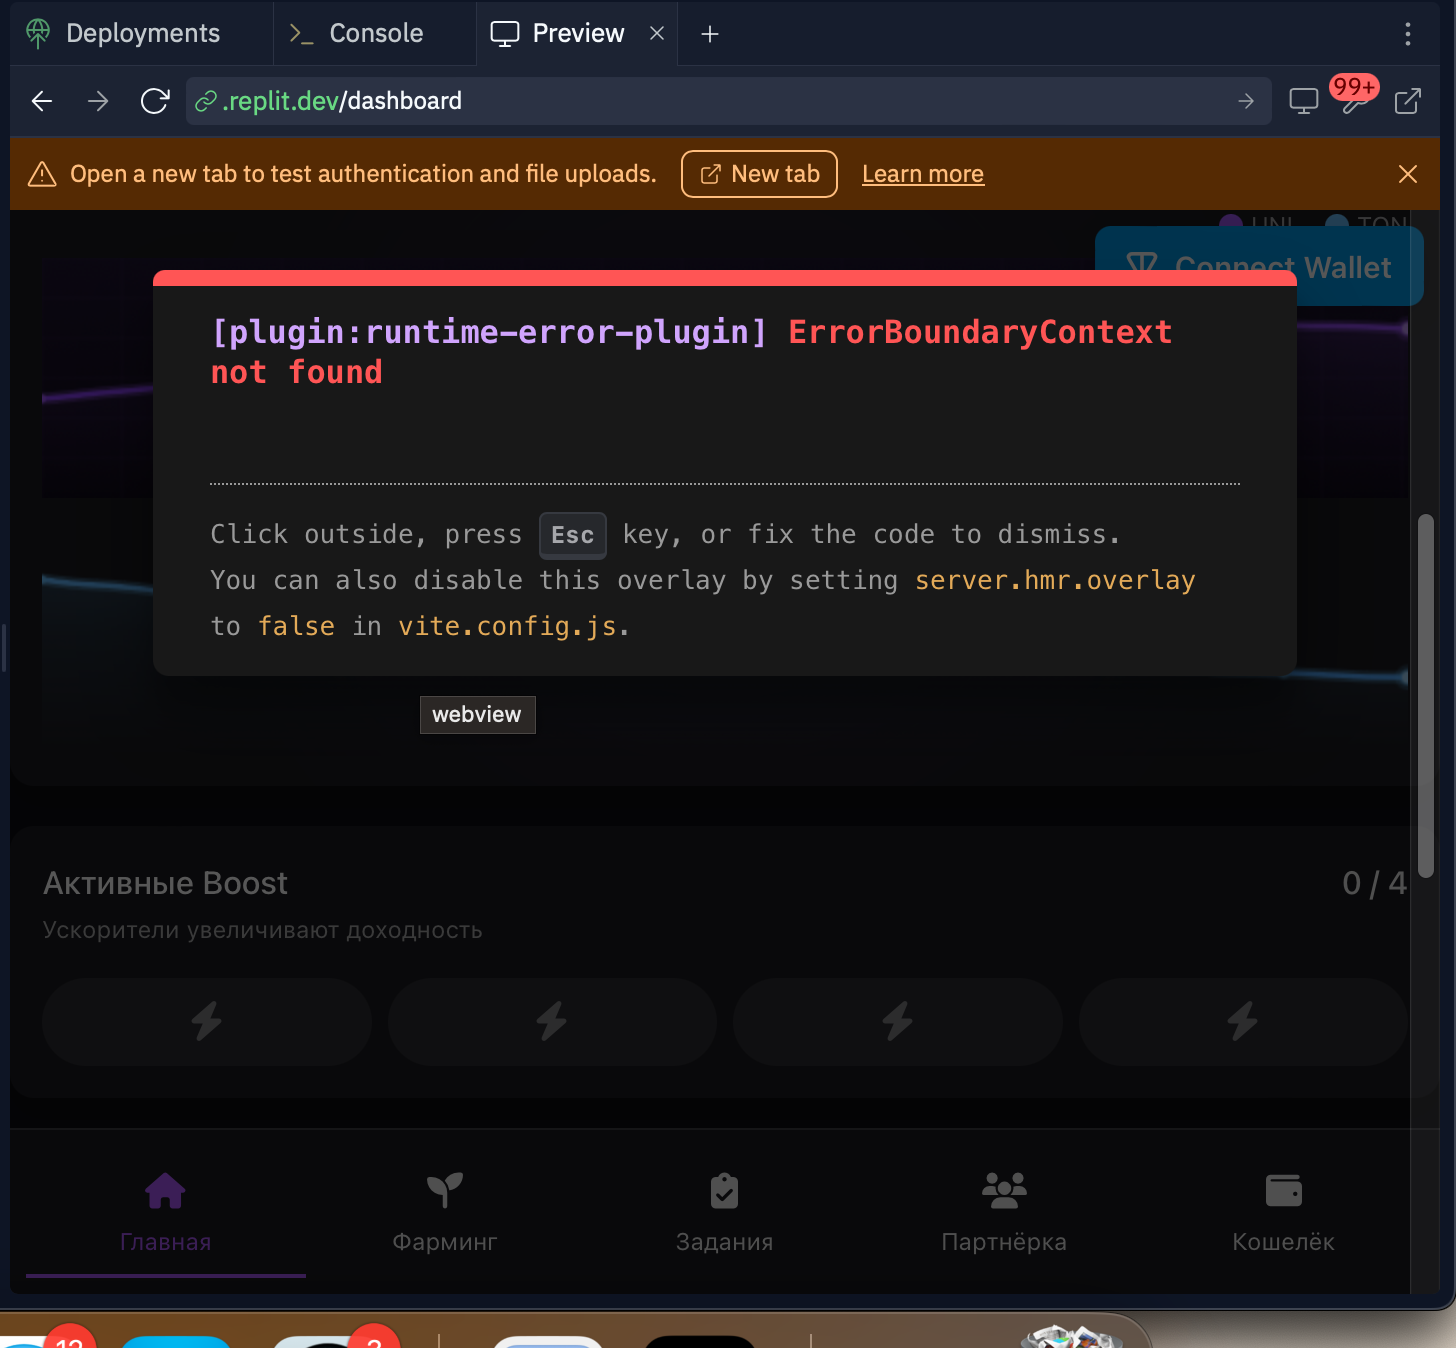 Deployments
Console
Preview
.replit.dev/dashboard
99+
Open a new tab to test authentication and file uploads.
New tab
Learn more
UNI
TON
Connect Wallet
[plugin:runtime-error-plugin] ErrorBoundaryContext
not found
Click outside, press Esc key, or fix the code to dismiss.
You can also disable this overlay by setting server.hmr.overlay
to false in vite.config.js.
webview
Активные Boost
0 / 4
Ускорители увеличивают доходность
Главная
Фарминг
Задания
Партнёрка
Кошелёк